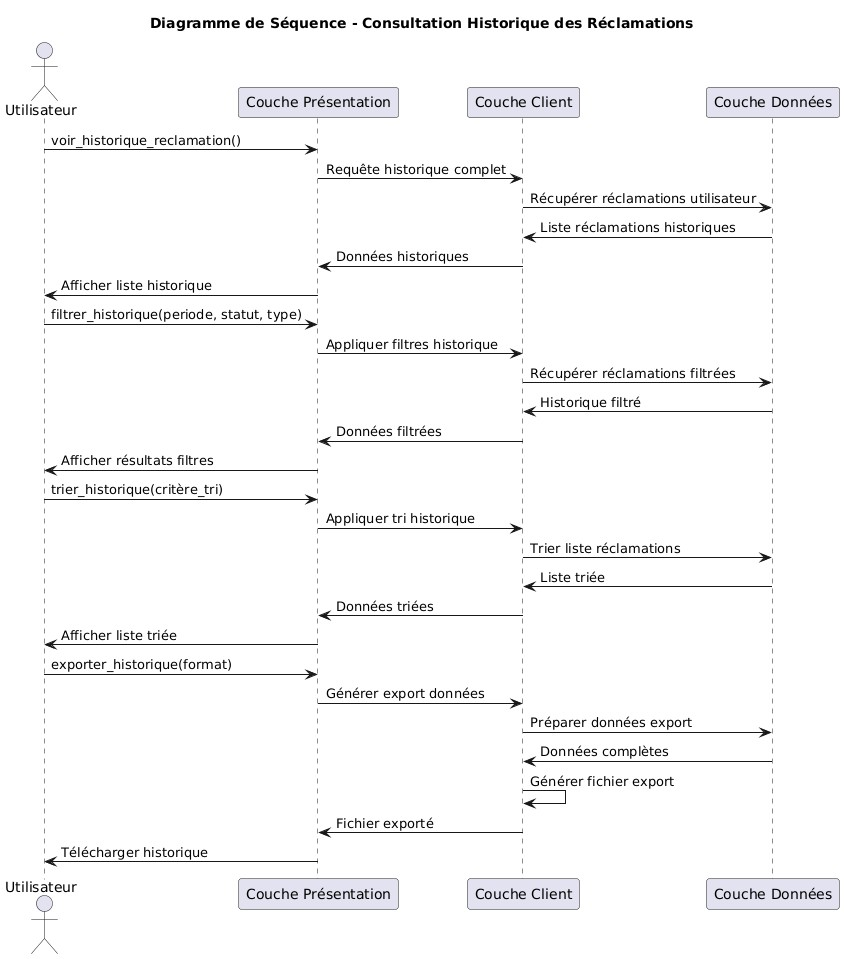 Diagramme de Séquence - Consultation Historique des Réclamations
Utilisateur
Couche Présentation
Couche Client
Couche Données
voir_historique_reclamation()
Requête historique complet
Récupérer réclamations utilisateur
Liste réclamations historiques
Données historiques
Afficher liste historique
filtrer_historique(periode, statut, type)
Appliquer filtres historique
Récupérer réclamations filtrées
Historique filtré
Données filtrées
Afficher résultats filtres
trier_historique(critère_tri)
Appliquer tri historique
Trier liste réclamations
Liste triée
Données triées
Afficher liste triée
exporter_historique(format)
Générer export données
Préparer données export
Données complètes
Générer fichier export
Fichier exporté
Télécharger historique
Utilisateur
Couche Présentation
Couche Client
Couche Données